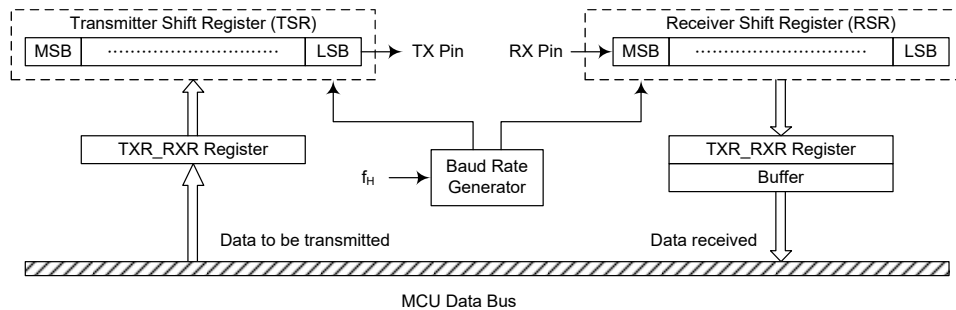 Transmitter Shift Register (TSR)
MSB ………………………… LSB
TX Pin
RX Pin
Receiver Shift Register (RSR)
MSB ………………………… LSB
TXR_RXR Register
fH
Baud Rate
Generator
TXR_RXR Register
Buffer
Data to be transmitted
Data received
MCU Data Bus